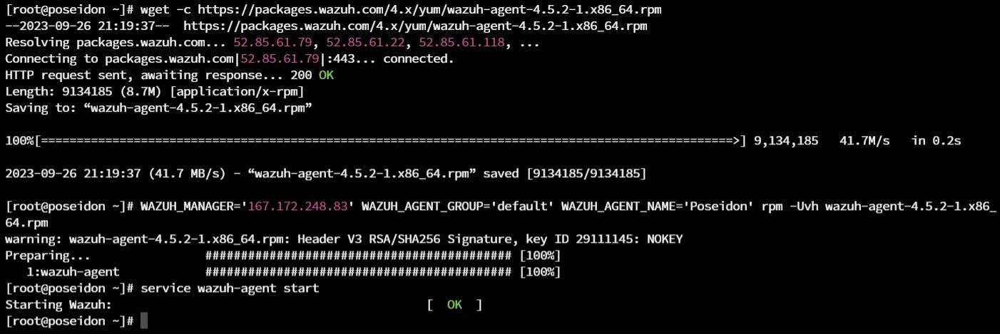 [root@poseidon ~]# wget -c https://packages.wazuh.com/4.x/yum/wazuh-agent-4.5.2-1.x86_64.rpm
--2023-09-26 21:19:37--  https://packages.wazuh.com/4.x/yum/wazuh-agent-4.5.2-1.x86_64.rpm
Resolving packages.wazuh.com... 52.85.61.79, 52.85.61.22, 52.85.61.118, ...
Connecting to packages.wazuh.com|52.85.61.79|:443... connected.
HTTP request sent, awaiting response... 200 OK
Length: 9134185 (8.7M) [application/x-rpm]
Saving to: “wazuh-agent-4.5.2-1.x86_64.rpm”
100%[=================================================================================================>] 9,134,185   41.7M/s   in 0.2s
2023-09-26 21:19:37 (41.7 MB/s) - “wazuh-agent-4.5.2-1.x86_64.rpm” saved [9134185/9134185]
[root@poseidon ~]# WAZUH_MANAGER='167.172.248.83' WAZUH_AGENT_GROUP='default' WAZUH_AGENT_NAME='Poseidon' rpm -Uvh wazuh-agent-4.5.2-1.x86_
64.rpm
warning: wazuh-agent-4.5.2-1.x86_64.rpm: Header V3 RSA/SHA256 Signature, key ID 29111145: NOKEY
Preparing...                ########################################### [100%]
   1:wazuh-agent            ########################################### [100%]
[root@poseidon ~]# service wazuh-agent start
Starting Wazuh:                                            [  OK  ]
[root@poseidon ~]#